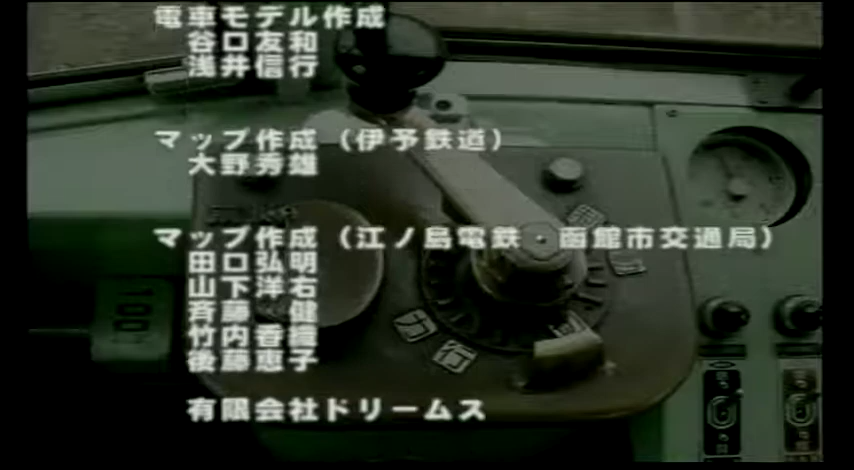 電車モデル作成
谷口友和
浅井信行
マップ作成（伊予鉄道）
大野秀雄
マップ作成（江ノ島電鉄・函館市交通局）
田口弘明
山下洋右
斉藤　健
竹内香織
後藤恵子
有限会社ドリームス
100
力行